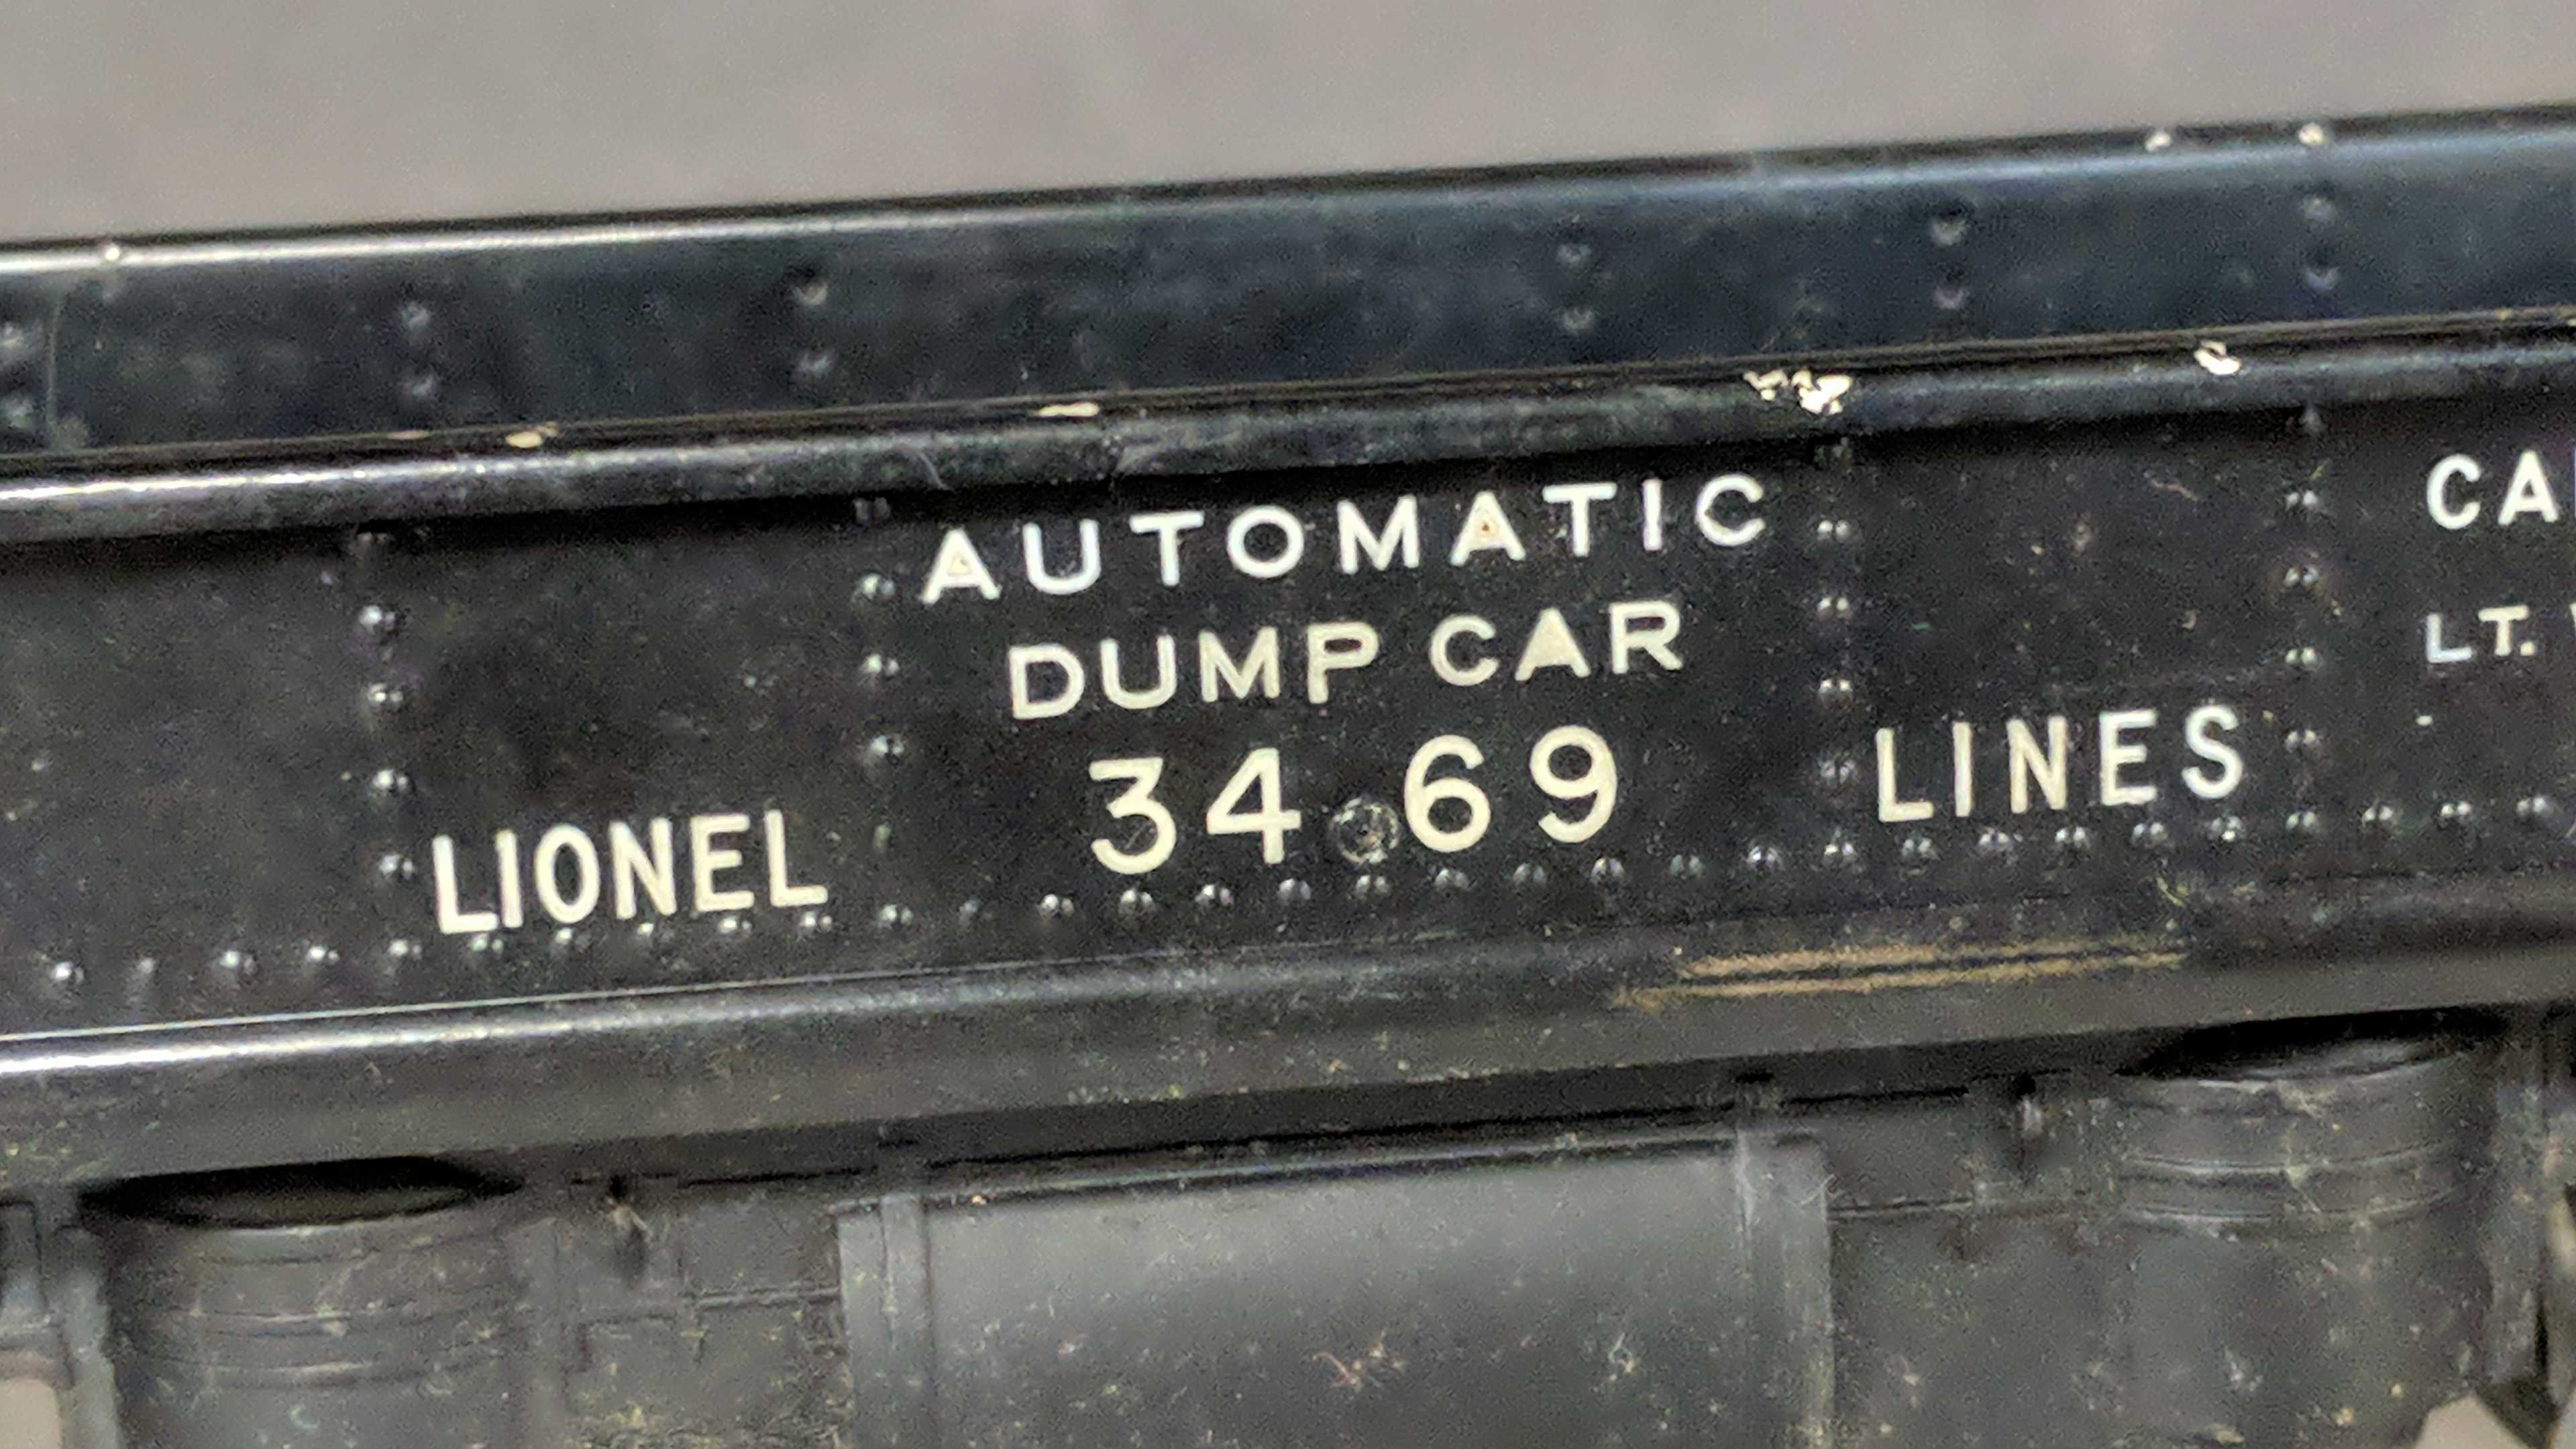 AUTOMATIC
DUMP CAR
3469
LIONEL LINES
LT.